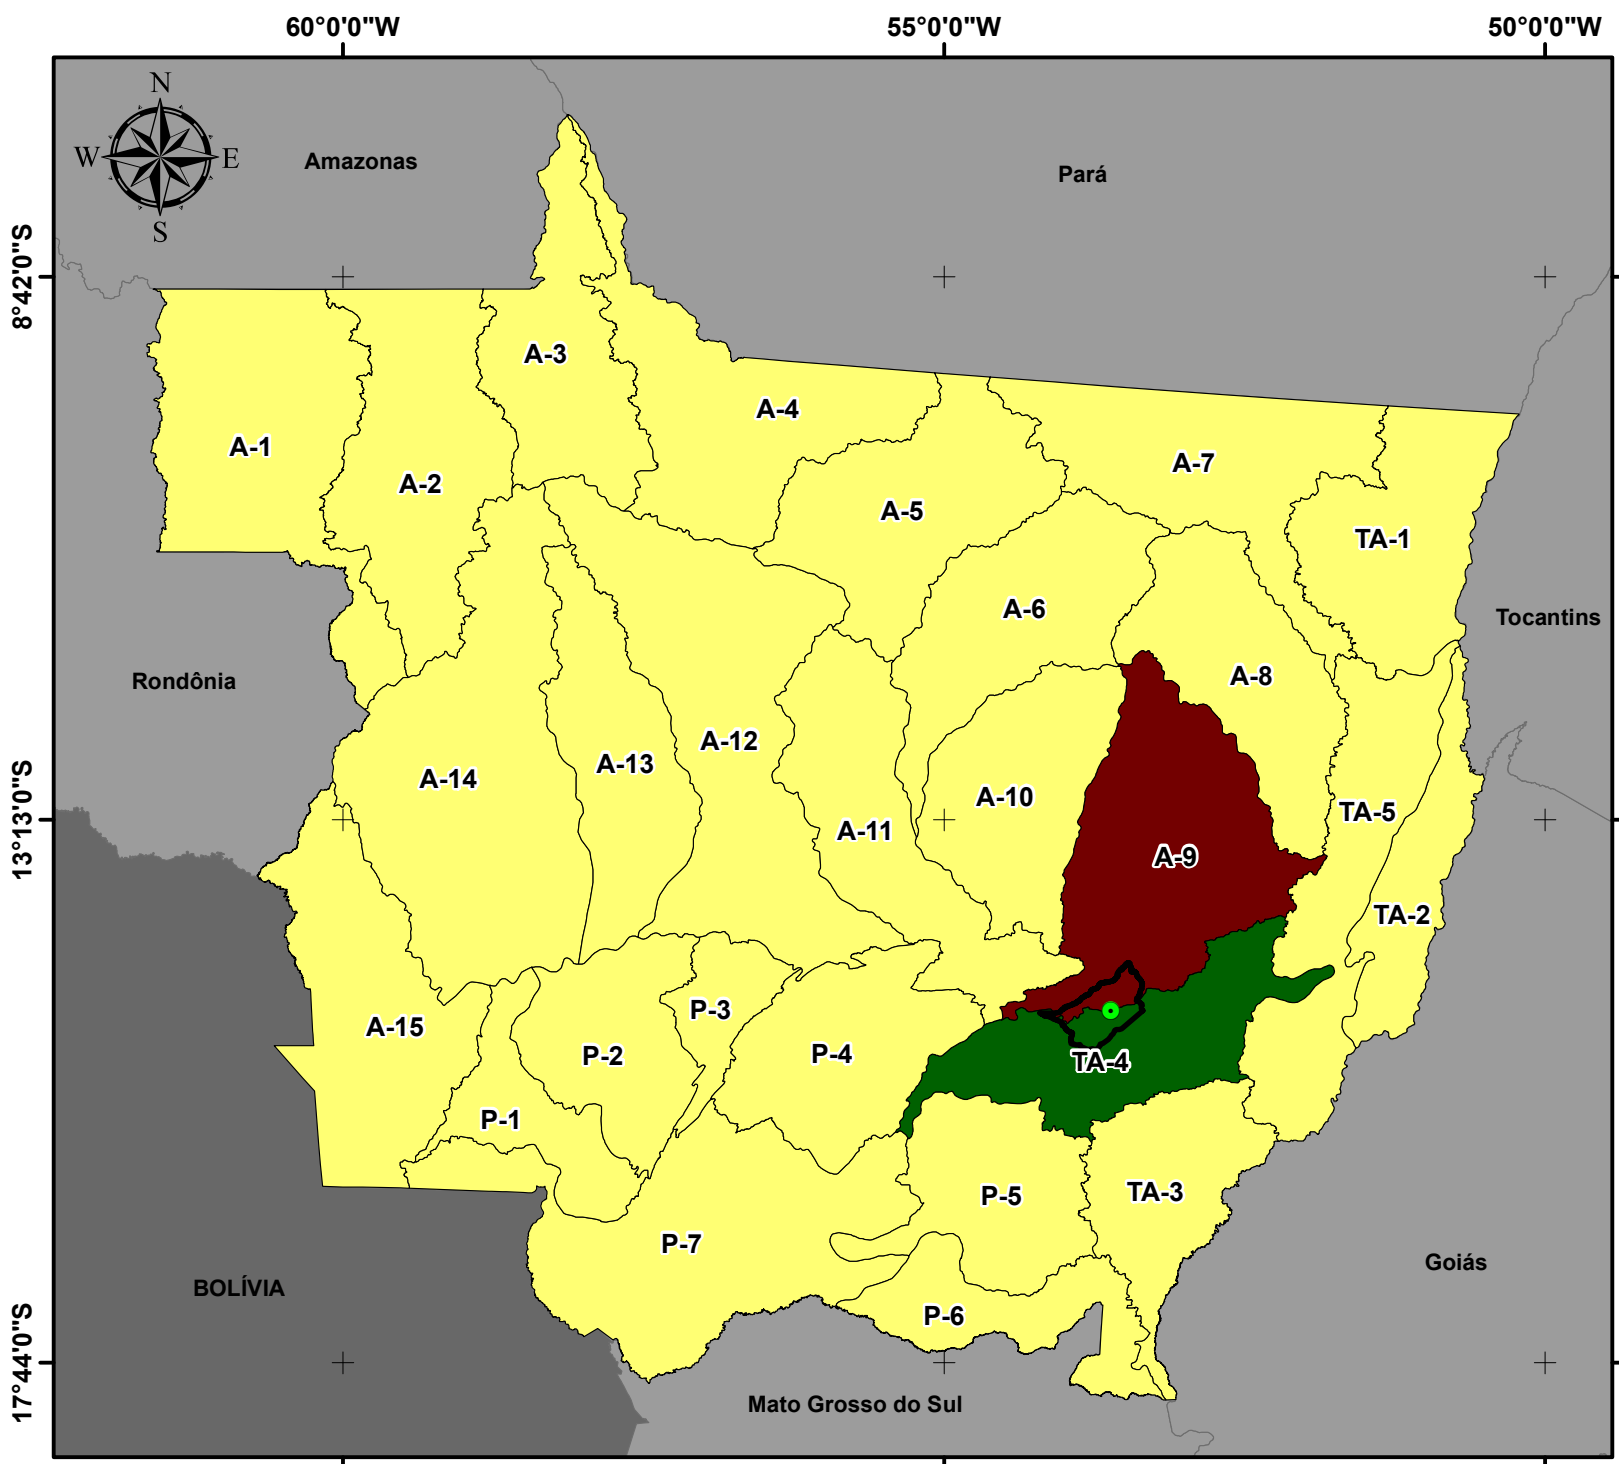 60°0'0"W
55°0'0"W
50°0'0"W
N
W
E
S
Amazonas
Pará
8°42'0"S
A-3
A-4
A-1
A-7
A-2
A-5
TA-1
A-6
Tocantins
Rondônia
A-8
A-12
A-13
A-14
A-10
TA-5
13°13'0"S
A-11
A-9
TA-2
P-3
A-15
P-2
P-4
TA-4
P-1
P-5
TA-3
P-7
Goiás
BOLÍVIA
P-6
17°44'0"S
Mato Grosso do Sul